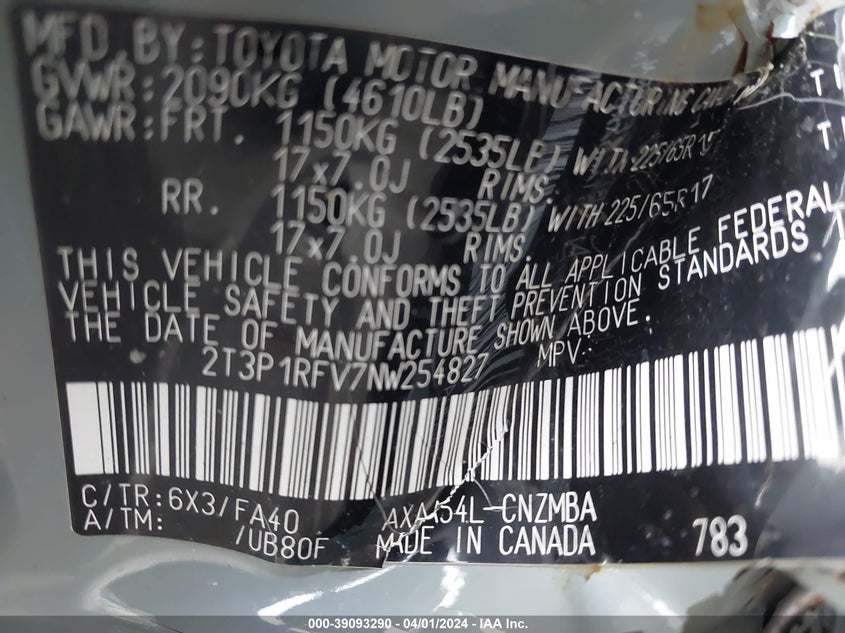 MFD. BY: TOYOTA MOTOR MANUFACTURING
GVWR: 2090KG (4610LB)
GAWR: FRT. 1150KG (2535LB) WITH 225/65R17
17x7.0J RIMS.
RR. 1150KG (2535LB) WITH 225/65R17
17x7.0J RIMS.
THIS VEHICLE CONFORMS TO ALL APPLICABLE FEDERAL
VEHICLE SAFETY AND THEFT PREVENTION STANDARDS
THE DATE OF MANUFACTURE SHOWN ABOVE.
2T3P1RFV7NW254827 MPV
C/TR: 6X3/FA40 AXA54L-CNZMBA
A/TM: /UB80F MADE IN CANADA 783
000-39093290 - 04/01/2024 - IAA Inc.